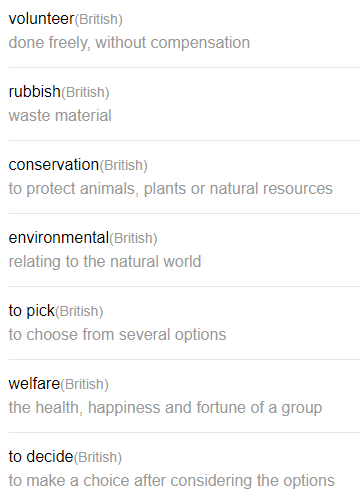 volunteer(British)
done freely, without compensation
rubbish(British)
waste material
conservation(British)
to protect animals, plants or natural resources
environmental(British)
relating to the natural world
to pick(British)
to choose from several options
welfare(British)
the health, happiness and fortune of a group
to decide(British)
to make a choice after considering the options